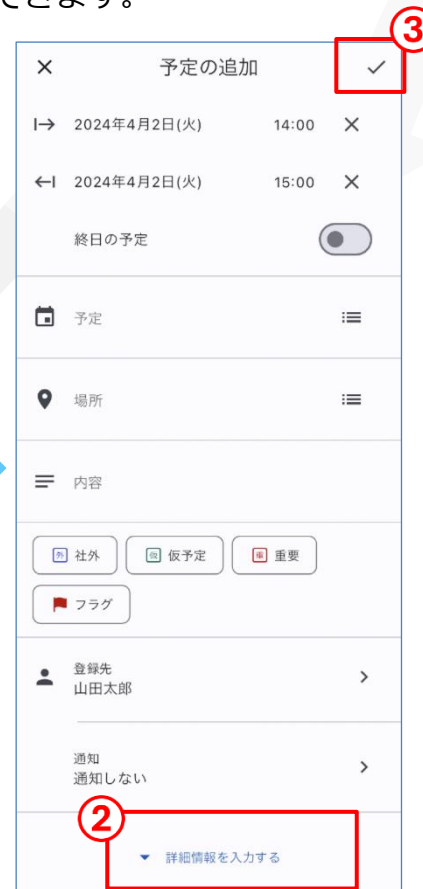 できます。
③
予定の追加
2024年4月2日(火) 14:00
2024年4月2日(火) 15:00
終日の予定
予定
場所
内容
外 社外 仮 仮予定 重 重要
フラグ
登録先
山田太郎
通知
通知しない
②
詳細情報を入力する